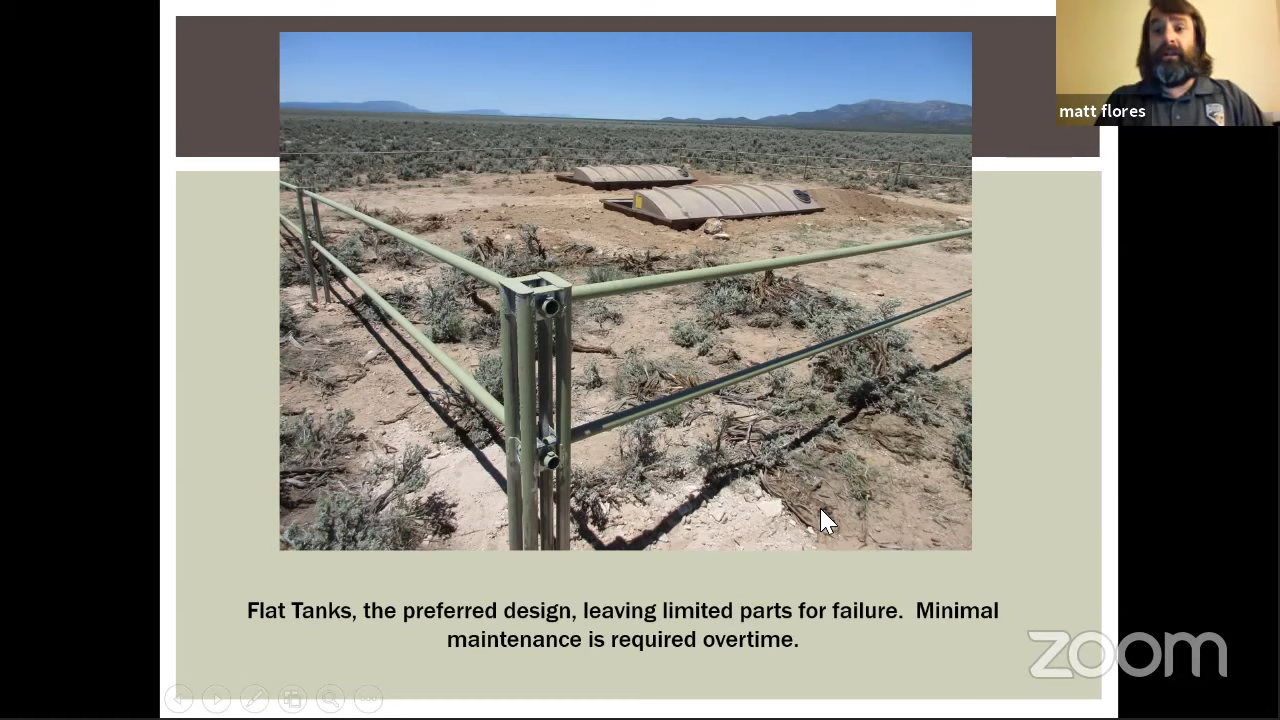 matt flores
Flat Tanks, the preferred design, leaving limited parts for failure.  Minimal
maintenance is required overtime.
zoom